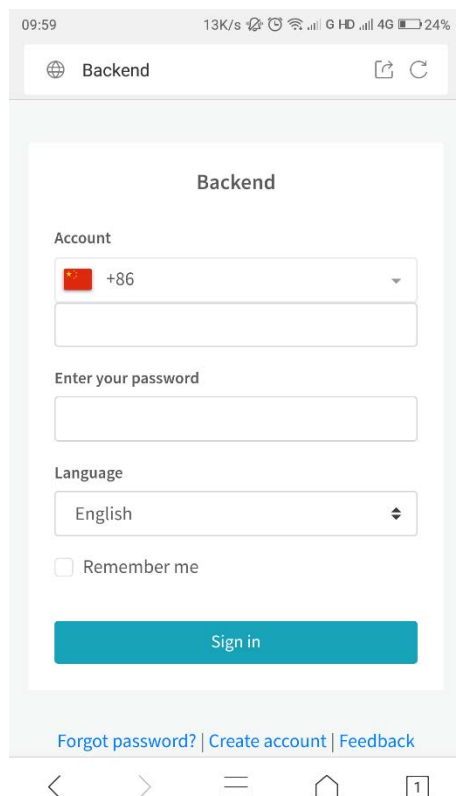 09:59 13K/s G HD 4G 24%
Backend
Backend
Account
+86
Enter your password
Language
English
Remember me
Sign in
Forgot password? | Create account | Feedback
1